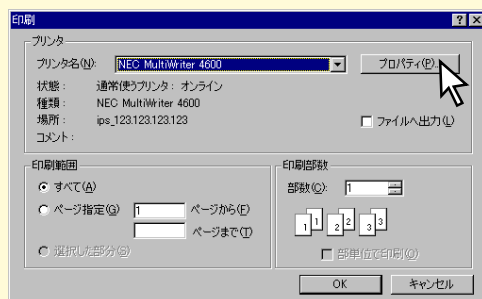 印刷
プリンタ
プリンタ名(N): NEC MultiWriter 4600 プロパティ(P)...
状態： 通常使うプリンタ： オンライン
種類： NEC MultiWriter 4600
場所： ips_123.123.123.123
コメント： ファイルへ出力(L)
印刷範囲
すべて(A)
ページ指定(G) 1 ページから(F)
ページまで(T)
選択した部分(S)
印刷部数
部数(C): 1
1 1 2 2 3 3
部単位で印刷(O)
OK キャンセル